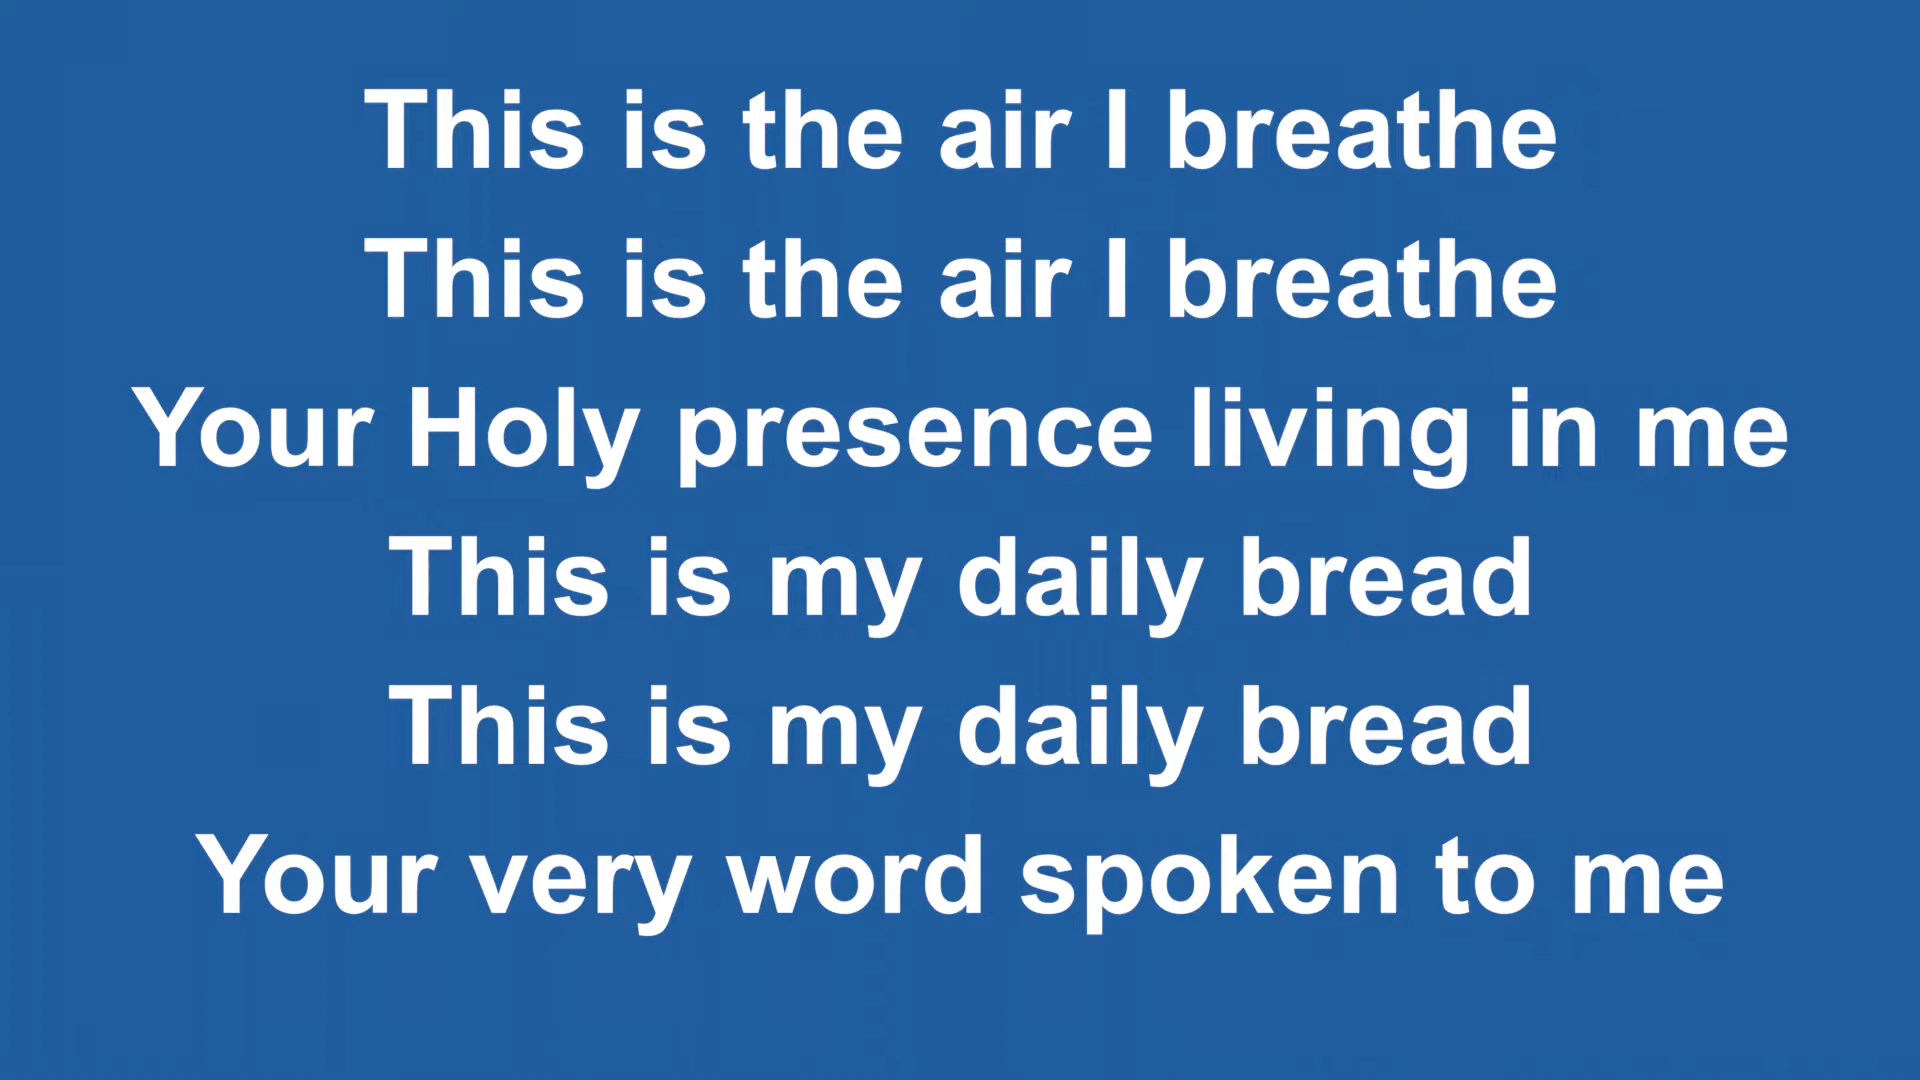 This is the air I breathe
This is the air I breathe
Your Holy presence living in me
This is my daily bread
This is my daily bread
Your very word spoken to me